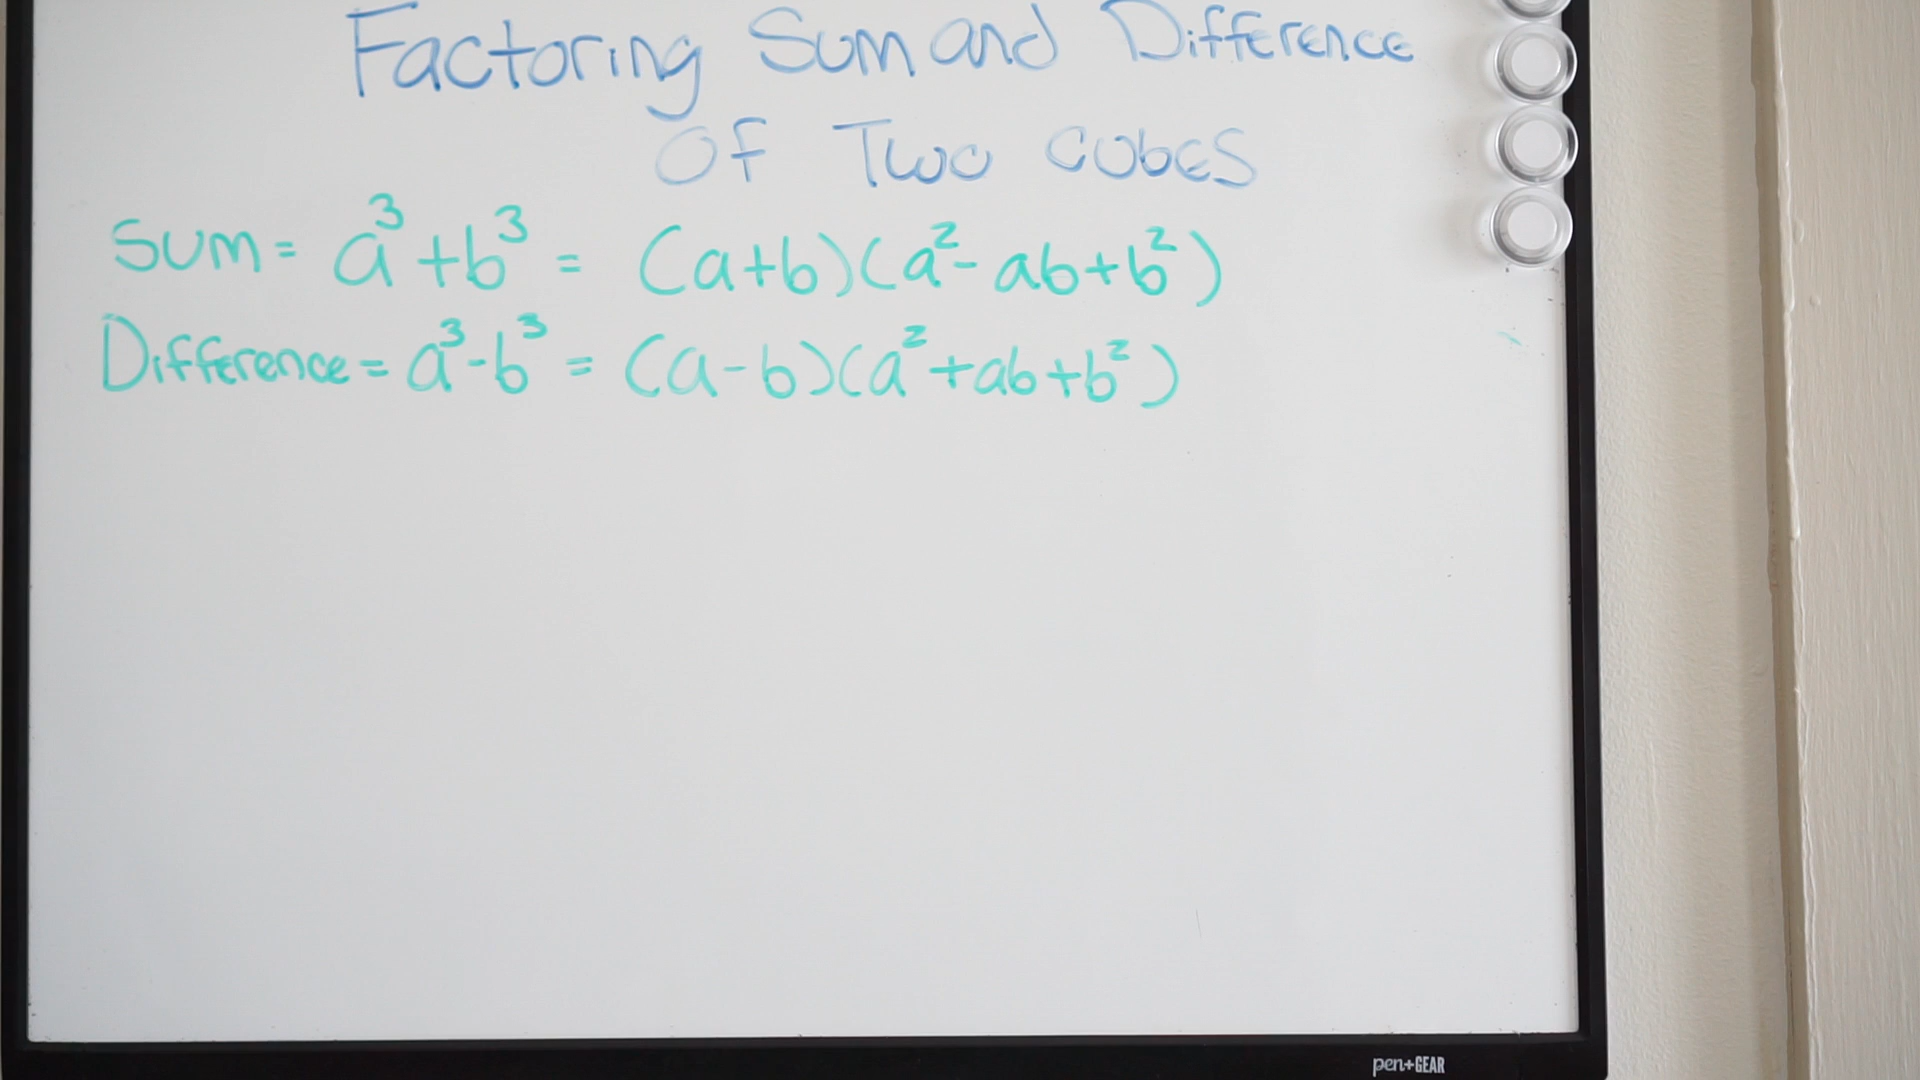 Factoring Sum and Difference
Of Two Cubes
Sum = a³ + b³ = (a+b)(a² - ab + b²)
Difference = a³ - b³ = (a-b)(a² + ab + b²)
pen+GEAR